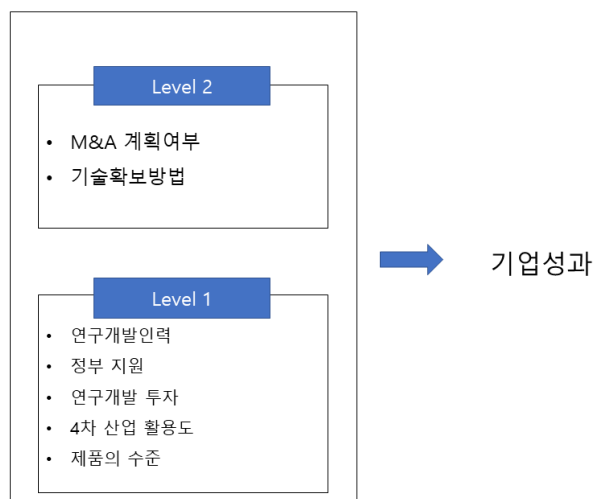 Level 2
• M&A 계획여부
• 기술확보방법
기업성과
Level 1
• 연구개발인력
• 정부 지원
• 연구개발 투자
• 4차 산업 활용도
• 제품의 수준